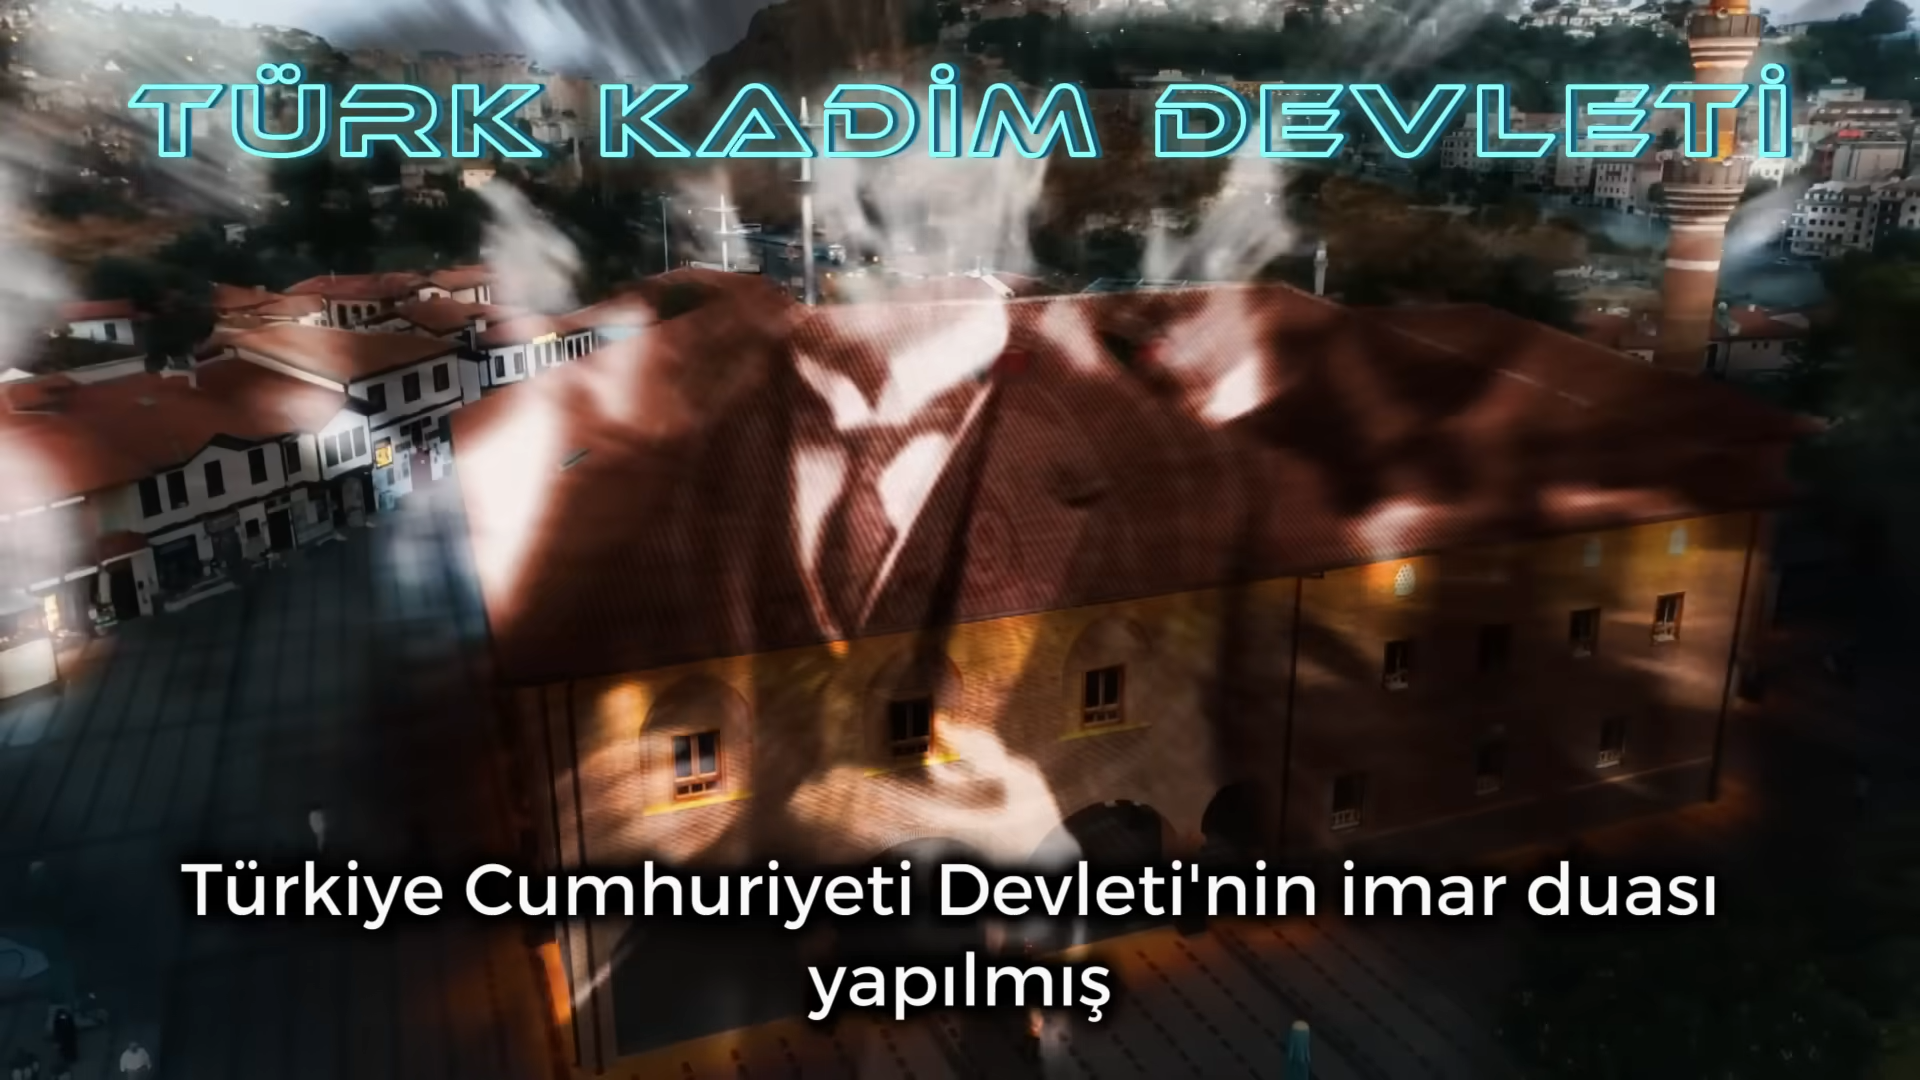 TÜRK KADİM DEVLETİ
Türkiye Cumhuriyeti Devleti'nin imar duası
yapılmış